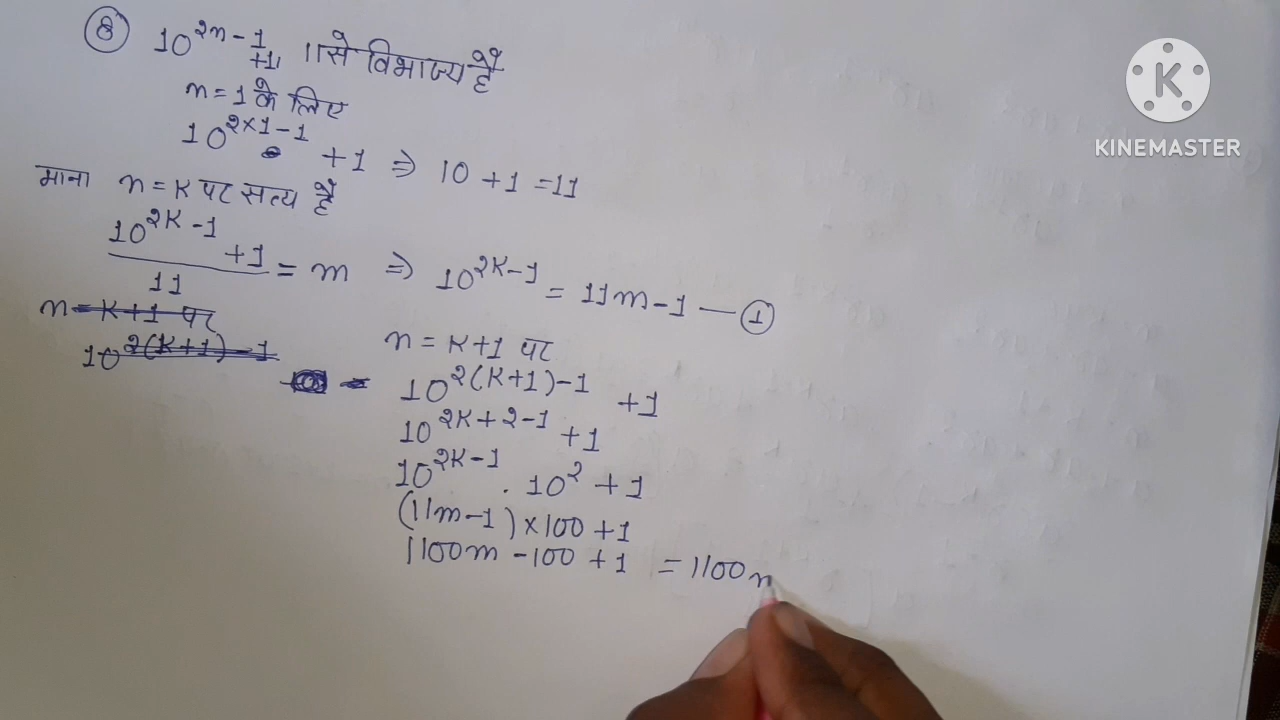 ⑧ 10^{2n-1}+1, 11से विभाज्य है
n=1 के लिए
10^{2×1-1} +1 ⇒ 10+1=11
माना n=K पर सत्य है
\frac{10^{2K-1}+1}{11} = m ⇒ 10^{2K-1} = 11m-1 — ①
n=K+1 पर
10^{2(K+1)-1}
n=K+1 पर
10^{2(K+1)-1} +1
10^{2K+2-1} +1
10^{2K-1} . 10^2 +1
(11m-1)×100+1
1100m -100 +1 = 1100m
K
KINEMASTER